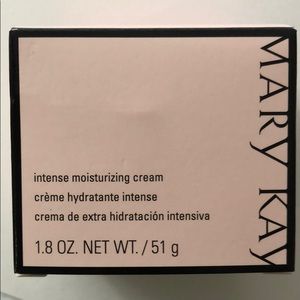 intense moisturizing cream
crème hydratante intense
crema de extra hidratación intensiva
1.8 OZ. NET WT. / 51 g
MARY KAY